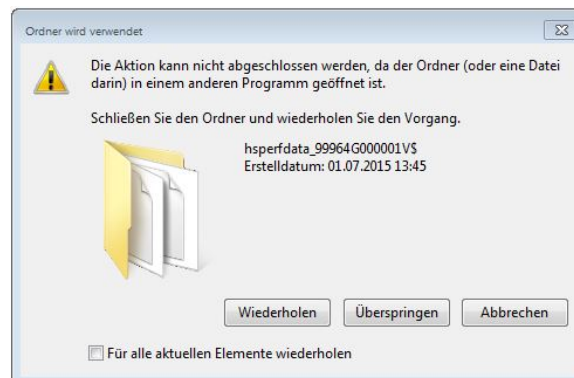 Ordner wird verwendet
Die Aktion kann nicht abgeschlossen werden, da der Ordner (oder eine Datei
darin) in einem anderen Programm geöffnet ist.
Schließen Sie den Ordner und wiederholen Sie den Vorgang.
hsperfdata_99964G000001V$
Erstelldatum: 01.07.2015 13:45
Wiederholen Überspringen Abbrechen
Für alle aktuellen Elemente wiederholen